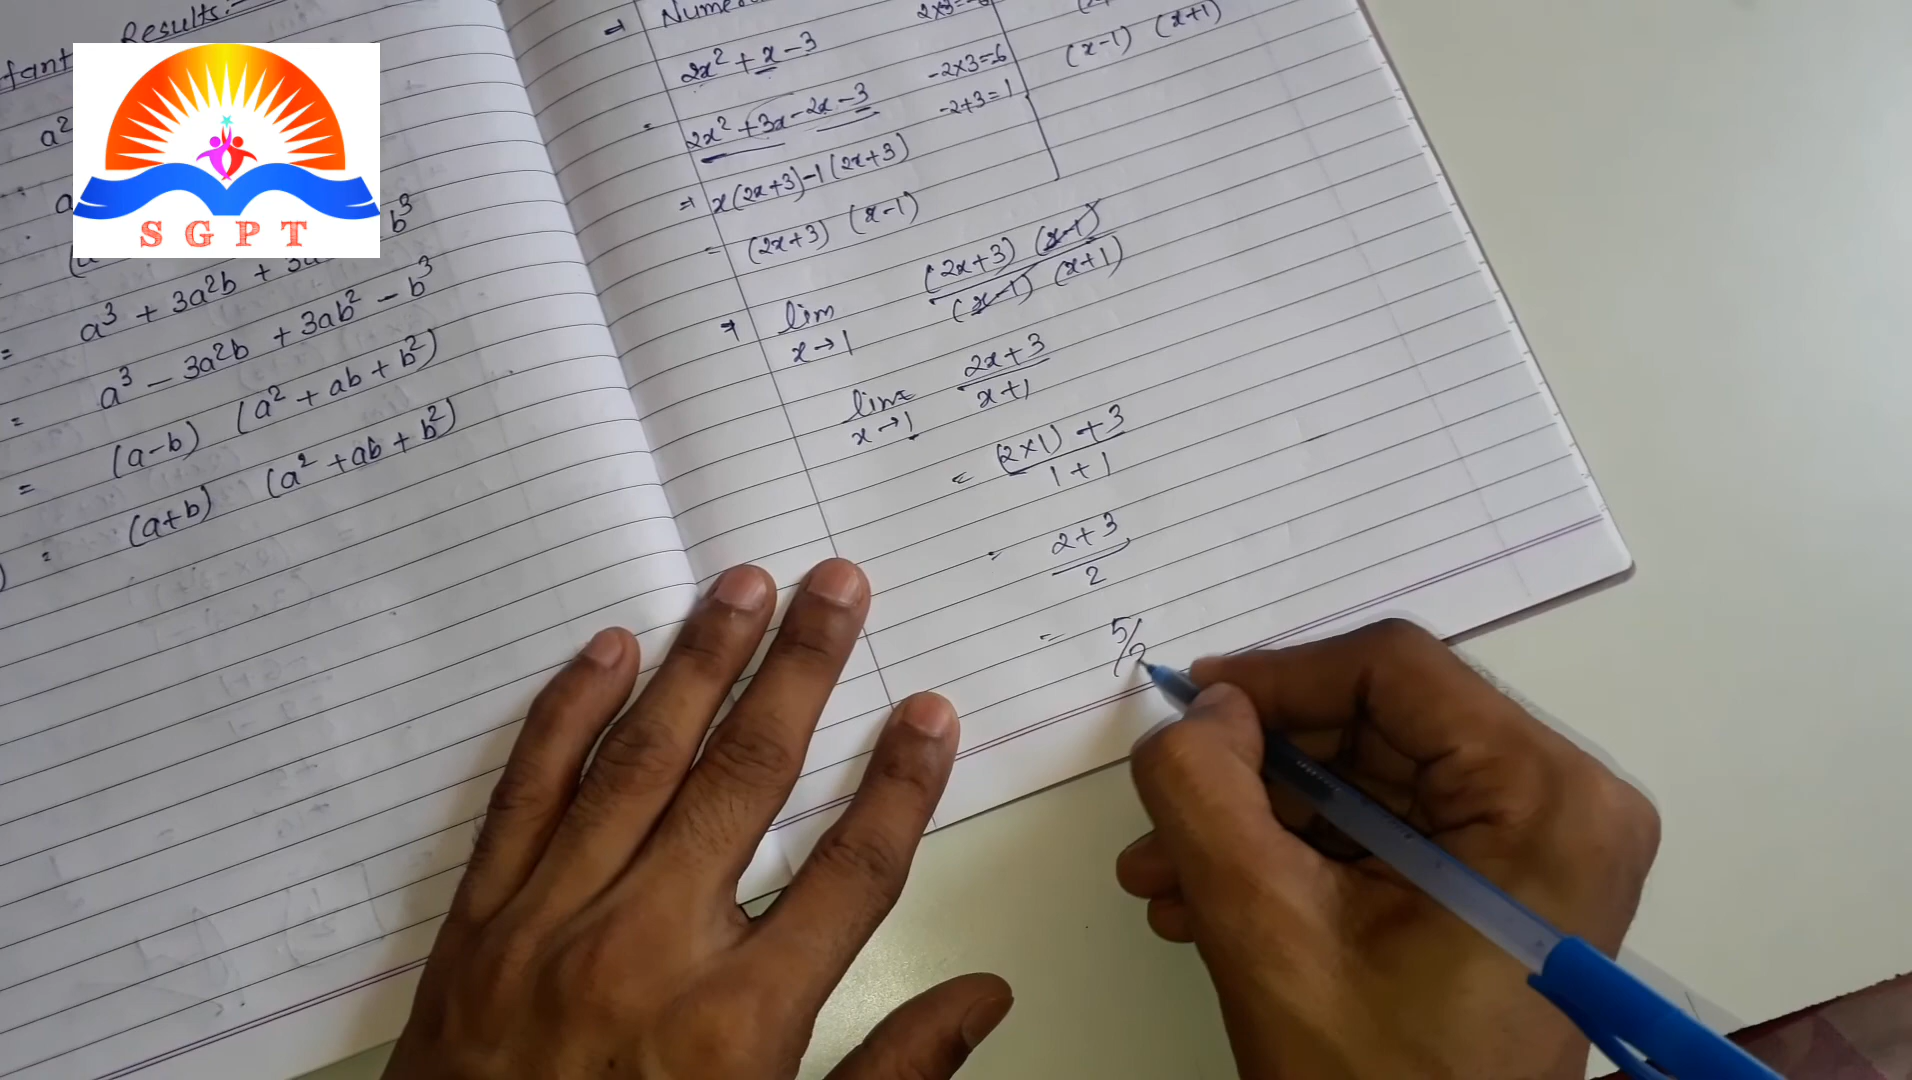 Results:-
a²
a
b³
= a³ + 3a²b +
= a³ - 3a²b + 3ab² - b³
= (a-b) (a² + ab + b²)
= (a+b) (a² + ab + b²)
SGPT
⇒
2x² + x - 3
= 2x² + 3x - 2x - 3
-2×3=-6
-2+3=1
⇒ x(2x+3)-1(2x+3)
= (2x+3) (x-1)
(x-1) (x+1)
⇒ lim x→1 (2x+3) (x-1) / (x-1) (x+1)
lim x→1 2x+3 / x+1
= (2×1) + 3 / 1 + 1
= 2+3 / 2
= 5/2